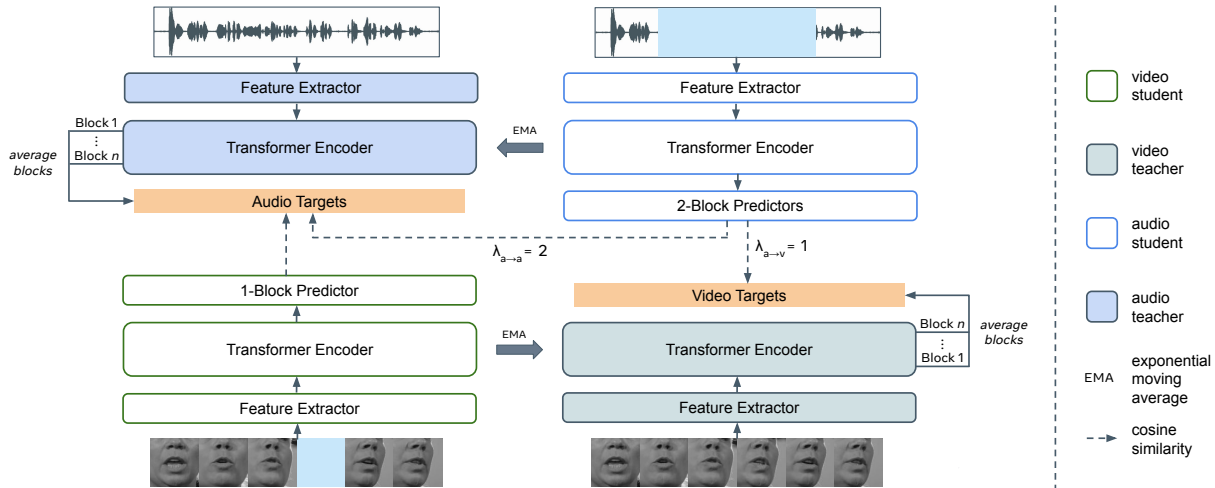 Feature Extractor
Block 1
⋮
Block n
average
blocks
Transformer Encoder
Audio Targets
EMA
Feature Extractor
Transformer Encoder
2-Block Predictors
λa→a = 2
λa→v = 1
1-Block Predictor
Transformer Encoder
Feature Extractor
EMA
Video Targets
Transformer Encoder
Feature Extractor
Block n
⋮
Block 1
average
blocks
video
student
video
teacher
audio
student
audio
teacher
EMA
exponential
moving
average
cosine
similarity